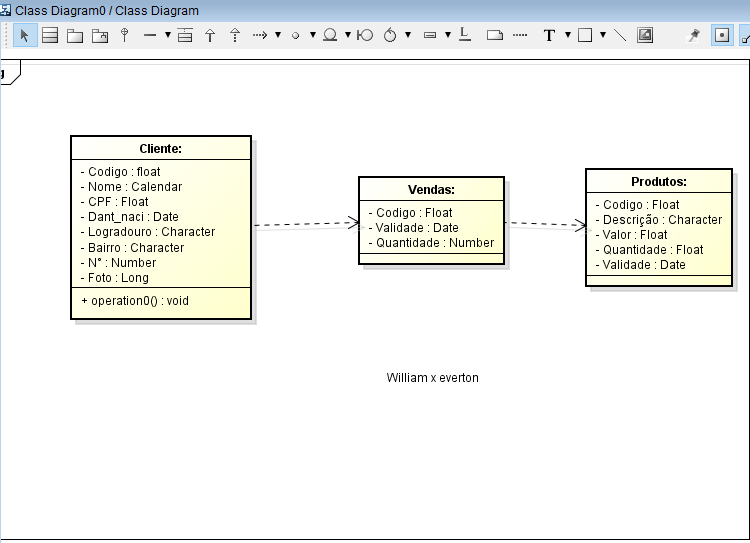 Class Diagram0 / Class Diagram
T
g
Cliente:
- Codigo : float
- Nome : Calendar
- CPF : Float
- Dant_naci : Date
- Logradouro : Character
- Bairro : Character
- N° : Number
- Foto : Long
+ operation0() : void
Vendas:
- Codigo : Float
- Validade : Date
- Quantidade : Number
Produtos:
- Codigo : Float
- Descrição : Character
- Valor : Float
- Quantidade : Float
- Validade : Date
William x everton